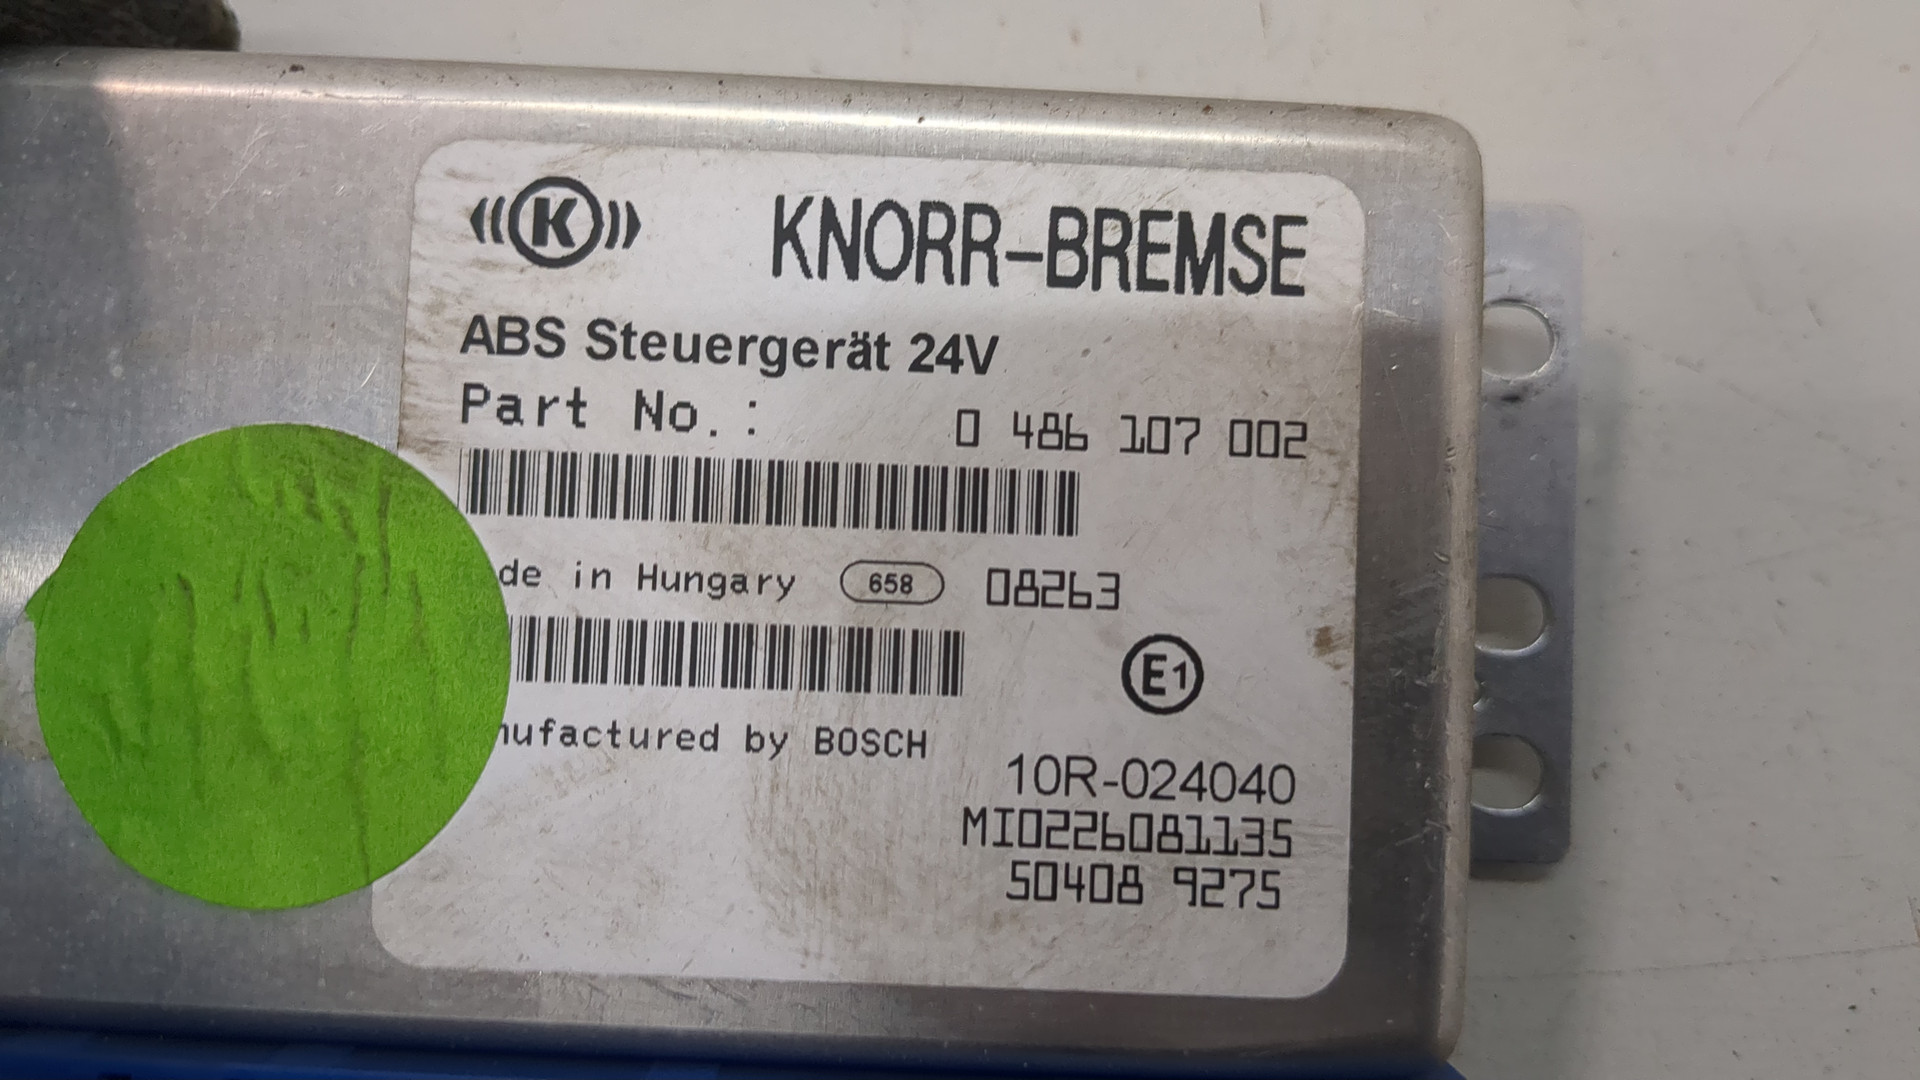 K KNORR-BREMSE
ABS Steuergerät 24V
Part No.: 0 486 107 002
de in Hungary 658 08263
E1
nufactured by BOSCH
10R-024040
MI0226081135
50408 9275